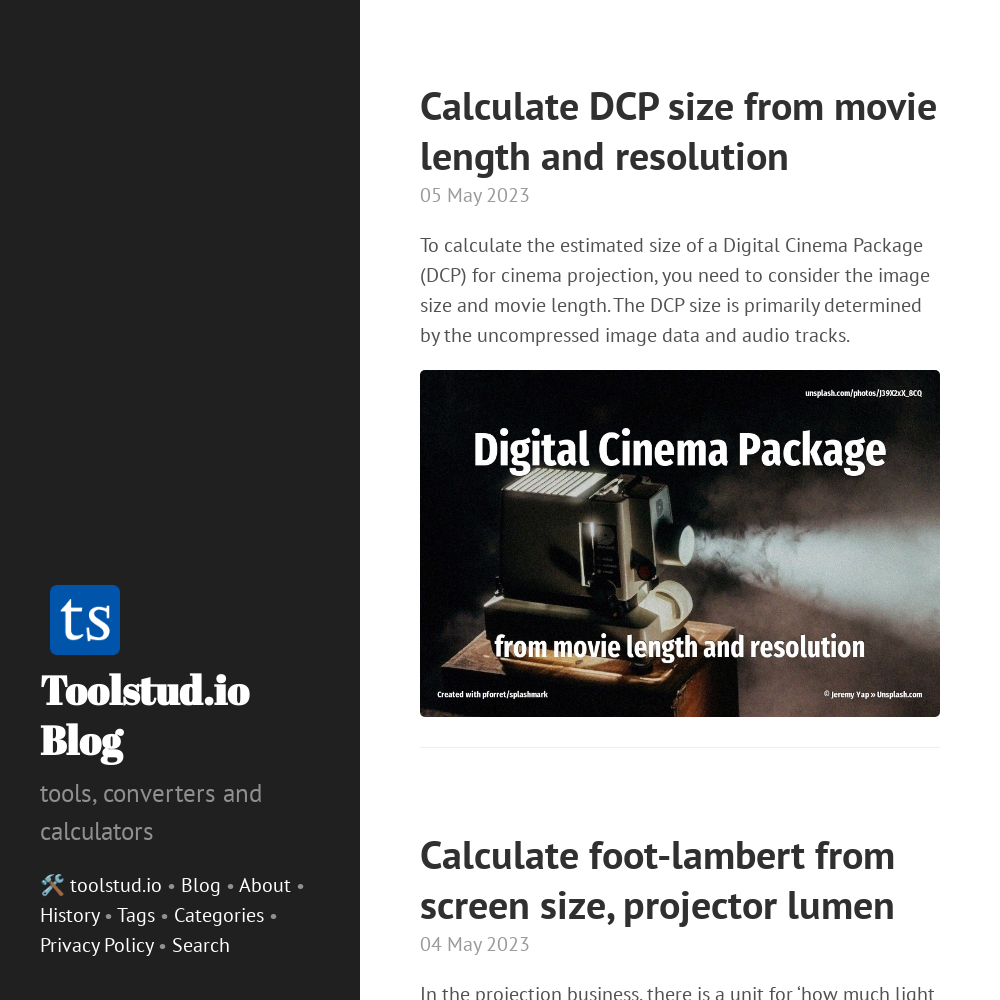 ts
Toolstud.io
Blog
tools, converters and
calculators
🛠️ toolstud.io • Blog • About •
History • Tags • Categories •
Privacy Policy • Search
Calculate DCP size from movie
length and resolution
05 May 2023
To calculate the estimated size of a Digital Cinema Package
(DCP) for cinema projection, you need to consider the image
size and movie length. The DCP size is primarily determined
by the uncompressed image data and audio tracks.
unsplash.com/photos/J39X2xX_8CQ
Digital Cinema Package
from movie length and resolution
Created with pforret/splashmark
© Jeremy Yap » Unsplash.com
Calculate foot-lambert from
screen size, projector lumen
04 May 2023
In the projection business, there is a unit for ‘how much light